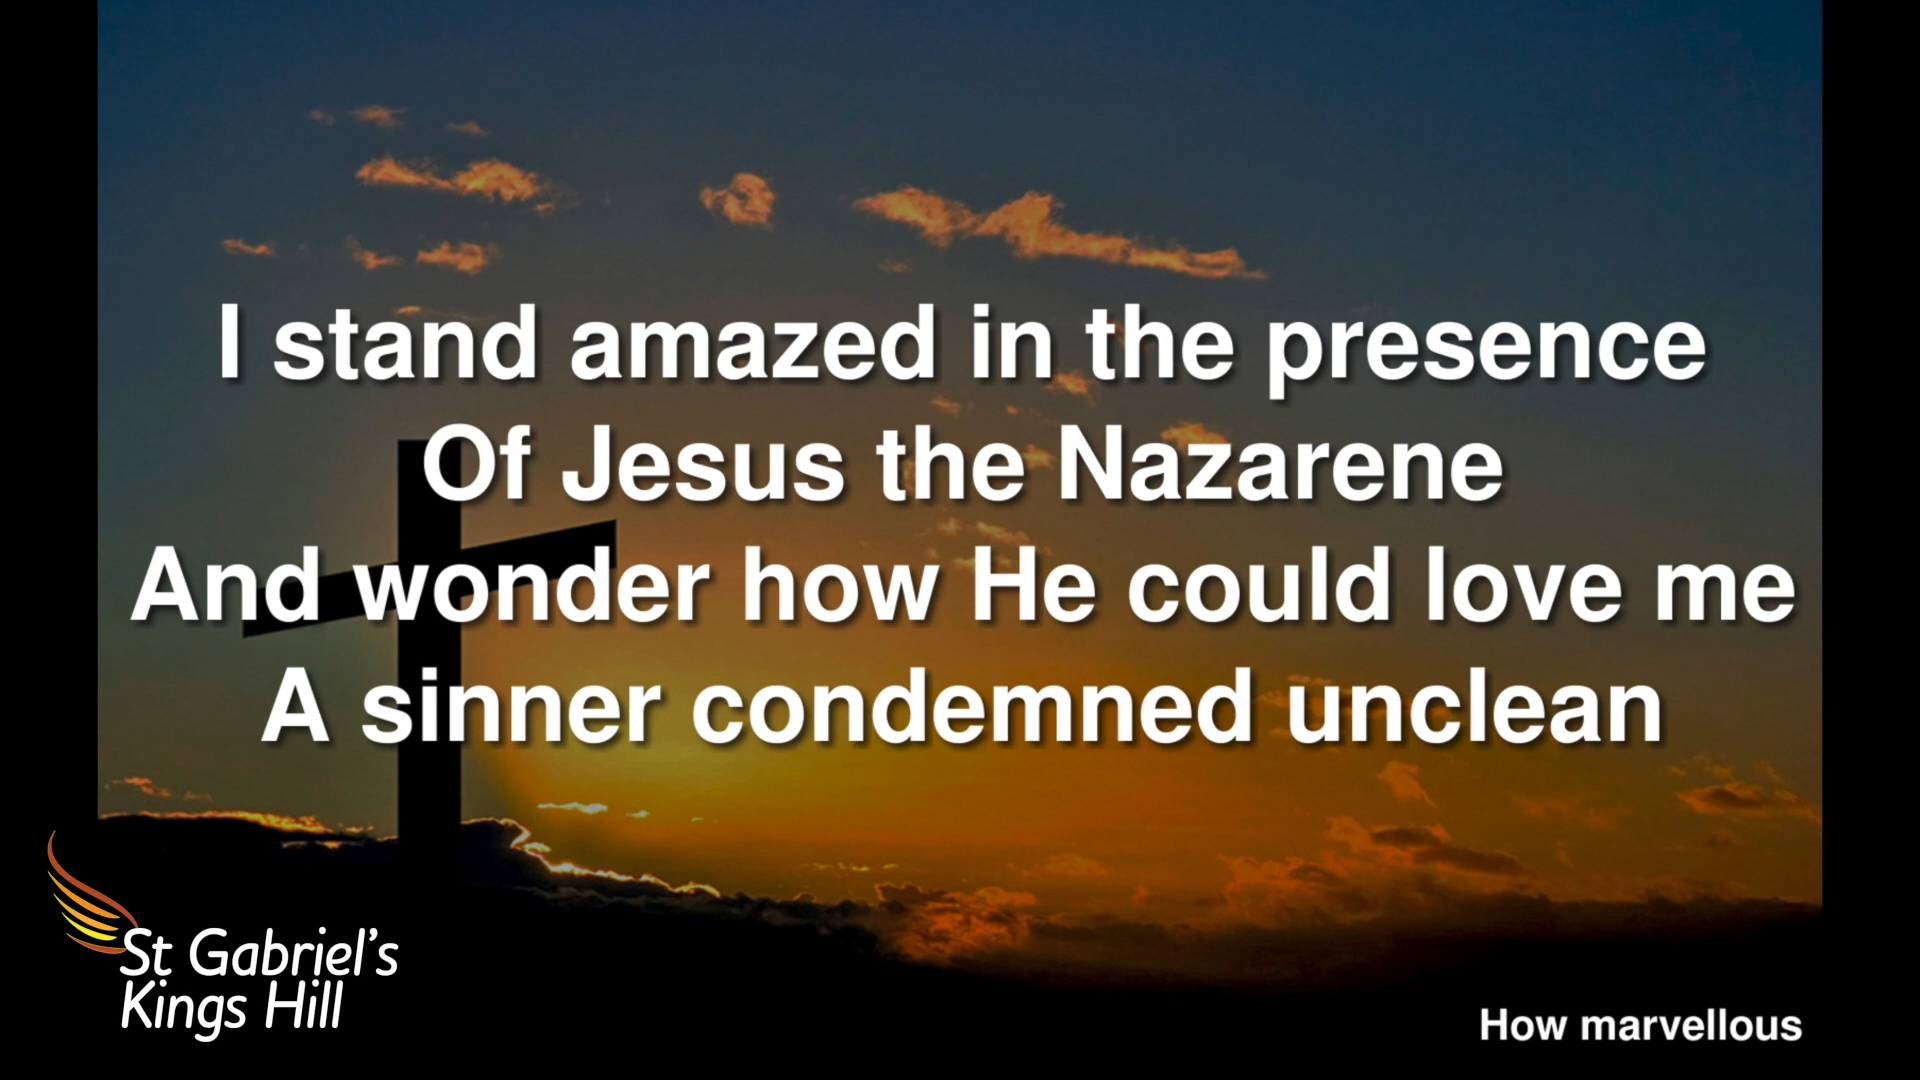 I stand amazed in the presence
Of Jesus the Nazarene
And wonder how He could love me
A sinner condemned unclean
St Gabriel's
Kings Hill
How marvellous